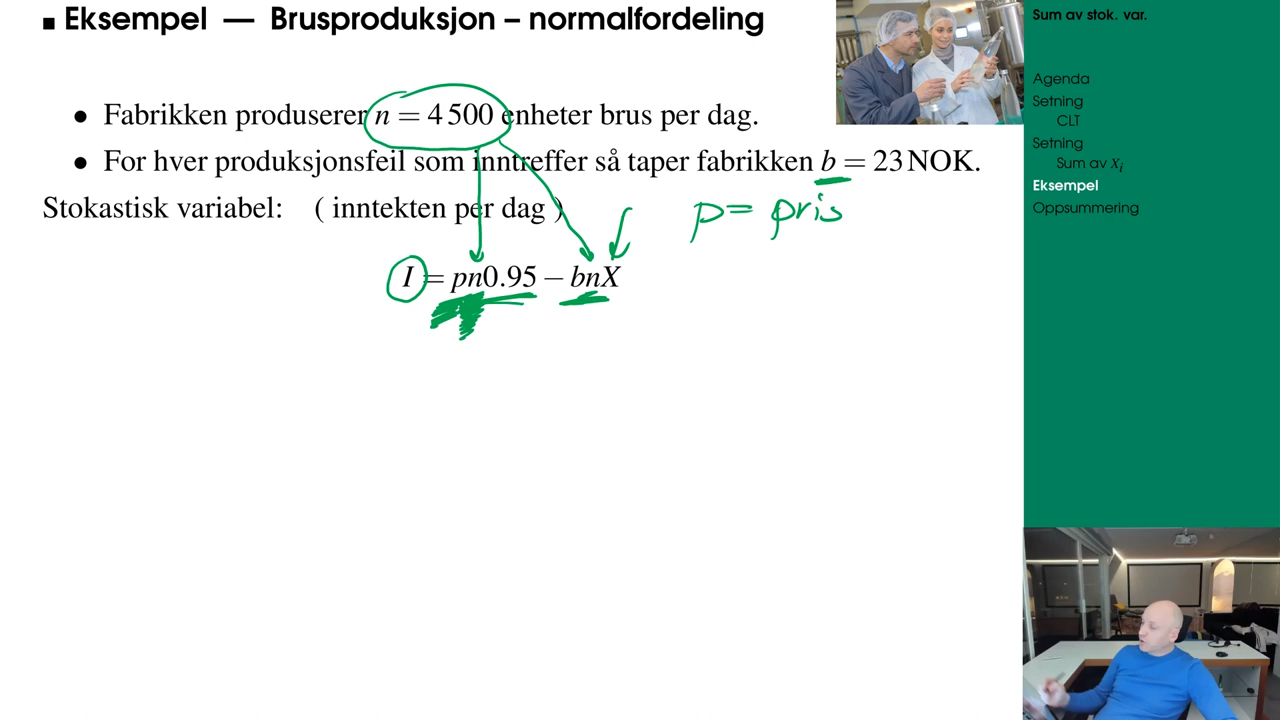 Eksempel — Brusproduksjon – normalfordeling
• Fabrikken produserer n = 4 500 enheter brus per dag.
• For hver produksjonsfeil som inntreffer så taper fabrikken b = 23 NOK.
Stokastisk variabel: ( inntekten per dag )
p = pris
I = pn0.95 − bnX
Sum av stok. var.
Agenda
Setning
CLT
Setning
Sum av Xᵢ
Eksempel
Oppsummering